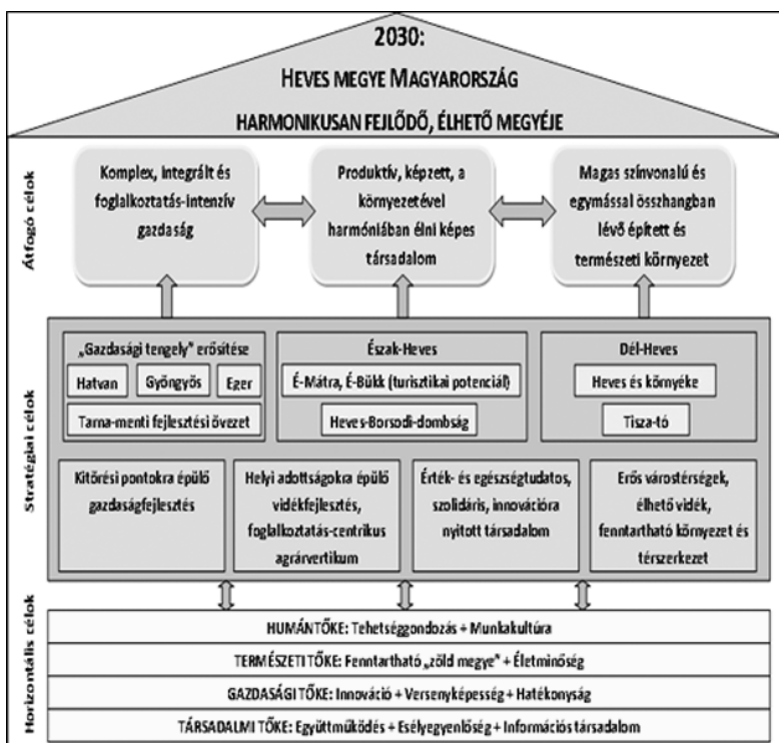 2030:
HEVES MEGYE MAGYARORSZÁG
HARMONIKUSAN FEJLŐDŐ, ÉLHETŐ MEGYÉJE
Átfogó célok
Komplex, integrált és
foglalkoztatás-intenzív
gazdaság
Produktív, képzett, a
környezetével
harmóniában élni képes
társadalom
Magas színvonalú és
egymással összhangban
lévő épített és
természeti környezet
Stratégiai célok
„Gazdasági tengely" erősítése
Hatvan
Gyöngyös
Eger
Tarna-menti fejlesztési övezet
Észak-Heves
É-Mátra, É-Bükk (turisztikai potenciál)
Heves-Borsodi-dombság
Dél-Heves
Heves és környéke
Tisza-tó
Kitörési pontokra épülő
gazdaságfejlesztés
Helyi adottságokra épülő
vidékfejlesztés,
foglalkoztatás-centrikus
agrárvertikum
Érték- és egészségtudatos,
szolidáris, innovációra
nyitott társadalom
Erős várostérségek,
élhető vidék,
fenntartható környezet és
térszerkezet
Horizontális célok
HUMÁNTŐKE: Tehetséggondozás + Munkakultúra
TERMÉSZETI TŐKE: Fenntartható „zöld megye" + Életminőség
GAZDASÁGI TŐKE: Innováció + Versenyképesség + Hatékonyság
TÁRSADALMI TŐKE: Együttműködés + Esélyegyenlőség + Információs társadalom